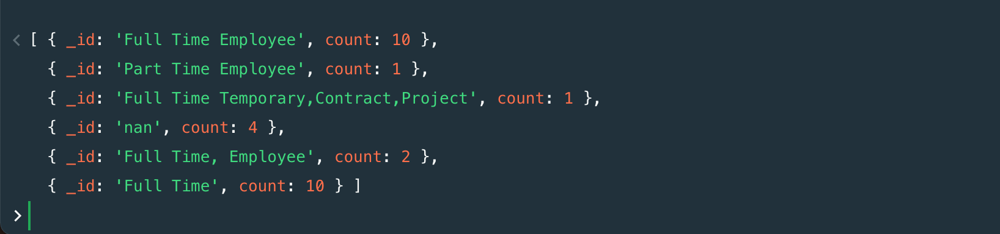 < [ { _id: 'Full Time Employee', count: 10 },
{ _id: 'Part Time Employee', count: 1 },
{ _id: 'Full Time Temporary,Contract,Project', count: 1 },
{ _id: 'nan', count: 4 },
{ _id: 'Full Time, Employee', count: 2 },
{ _id: 'Full Time', count: 10 } ]
>